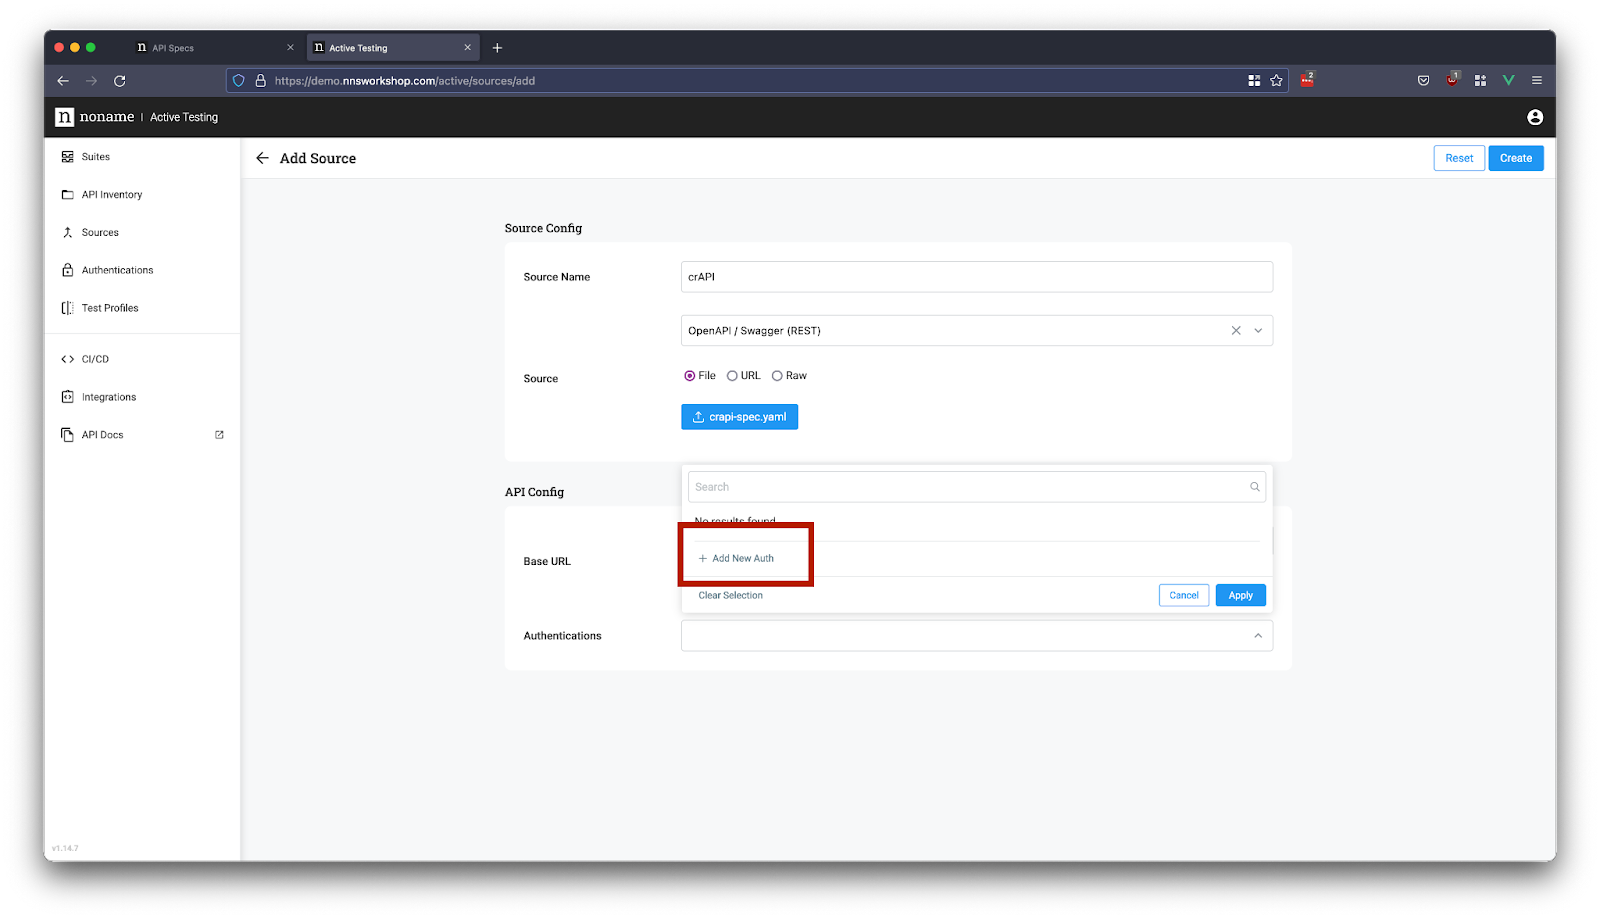 n API Specs
n Active Testing
https://demo.nnsworkshop.com/active/sources/add
2
1
n noname | Active Testing
Suites
API Inventory
Sources
Authentications
Test Profiles
CI/CD
Integrations
API Docs
v1.14.7
Add Source
Reset
Create
Source Config
Source Name
crAPI
OpenAPI / Swagger (REST)
Source
File
URL
Raw
crapi-spec.yaml
API Config
Search
No results found
Base URL
+ Add New Auth
Clear Selection
Cancel
Apply
Authentications